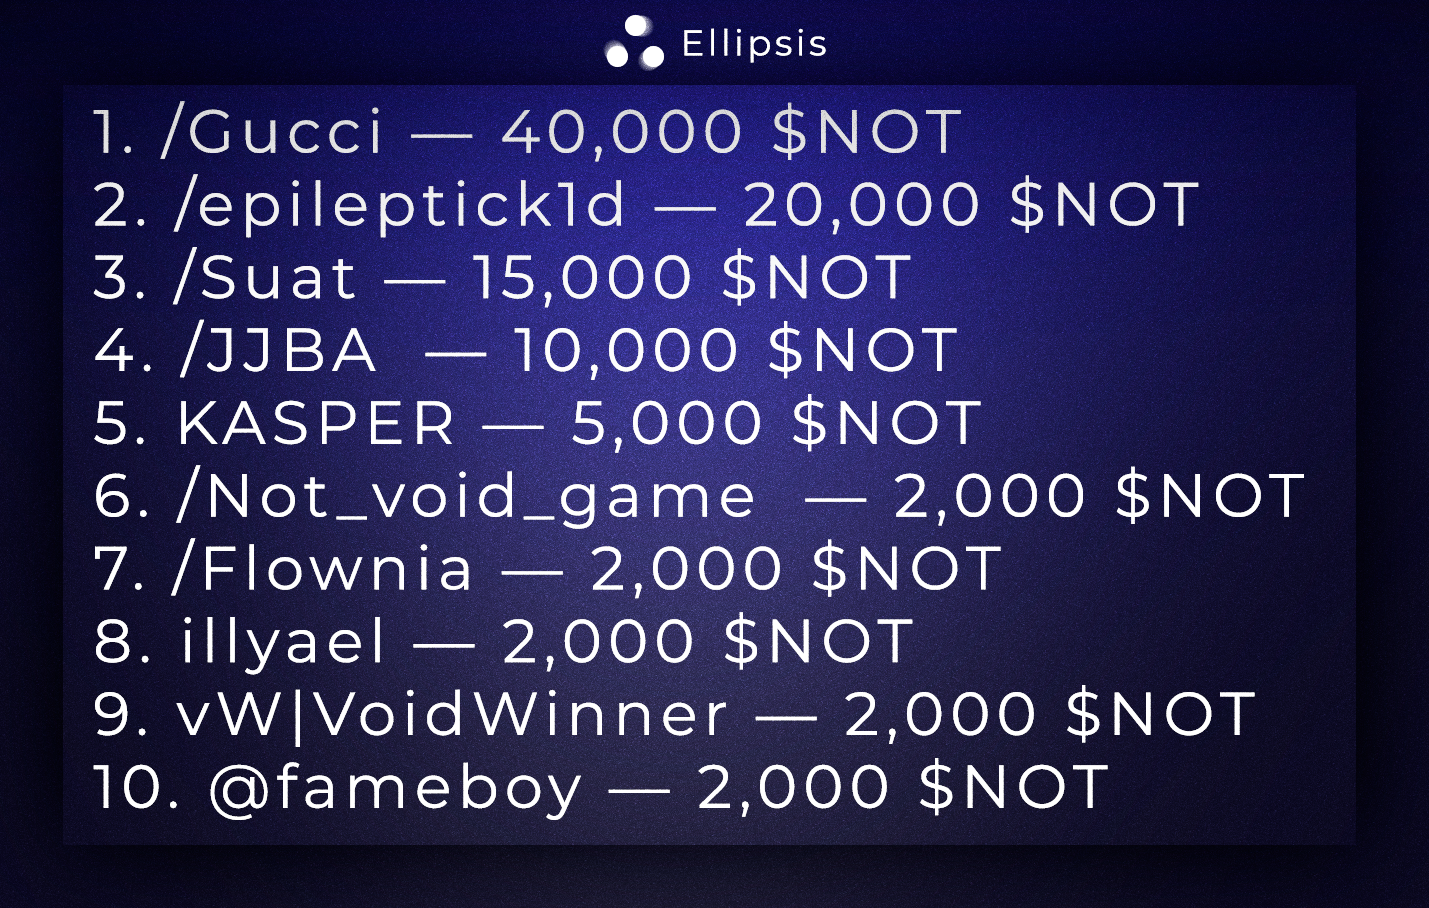 Ellipsis
1. /Gucci — 40,000 $NOT
2. /epileptick1d — 20,000 $NOT
3. /Suat — 15,000 $NOT
4. /JJBA — 10,000 $NOT
5. KASPER — 5,000 $NOT
6. /Not_void_game — 2,000 $NOT
7. /Flownia — 2,000 $NOT
8. illyael — 2,000 $NOT
9. vW|VoidWinner — 2,000 $NOT
10. @fameboy — 2,000 $NOT